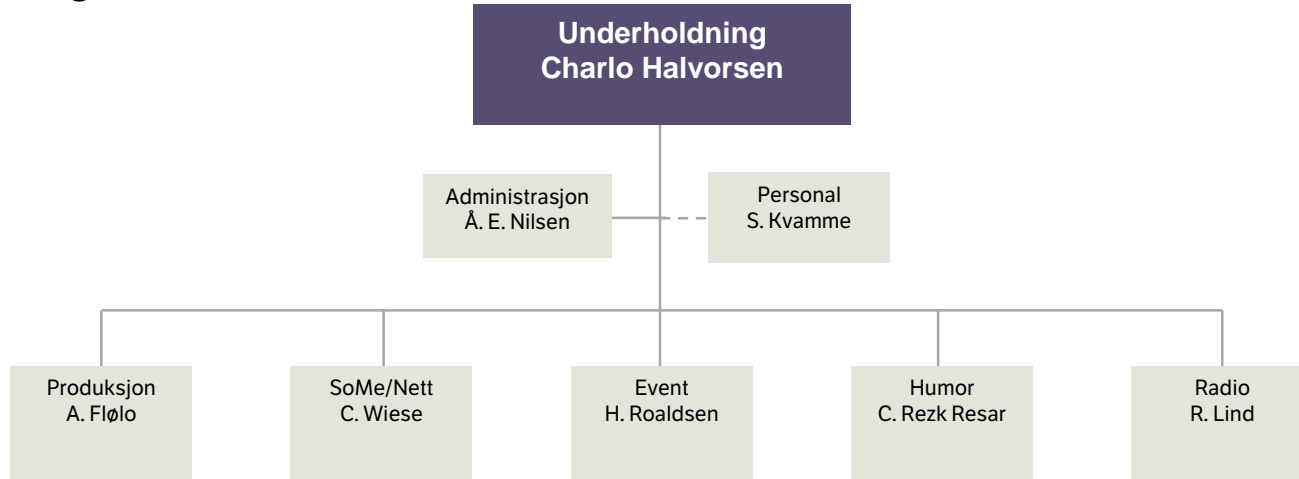 Underholdning
Charlo Halvorsen
Administrasjon
Å. E. Nilsen
Personal
S. Kvamme
Produksjon
A. Flølo
SoMe/Nett
C. Wiese
Event
H. Roaldsen
Humor
C. Rezk Resar
Radio
R. Lind